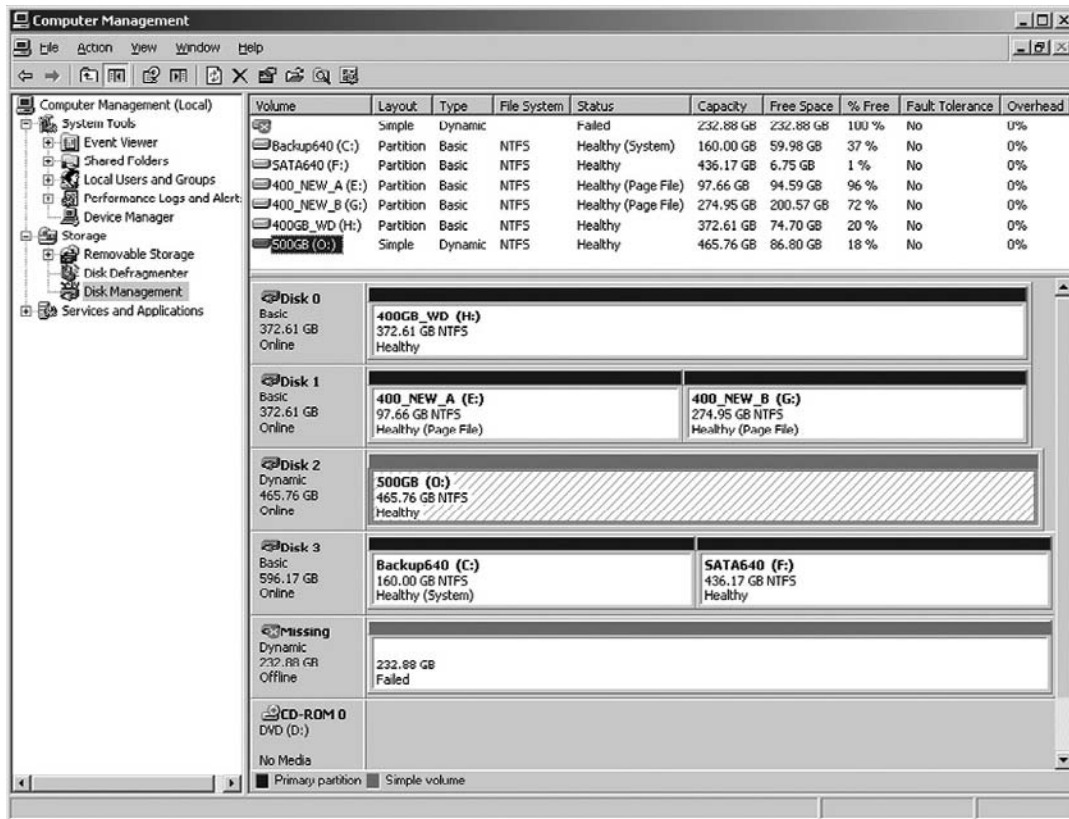 Computer Management
File Action View Window Help
Computer Management (Local)
System Tools
Event Viewer
Shared Folders
Local Users and Groups
Performance Logs and Alert
Device Manager
Storage
Removable Storage
Disk Defragmenter
Disk Management
Services and Applications
Volume Layout Type File System Status Capacity Free Space % Free Fault Tolerance Overhead
Simple Dynamic Failed 232.88 GB 232.88 GB 100 % No 0%
Backup640 (C:) Partition Basic NTFS Healthy (System) 160.00 GB 59.98 GB 37 % No 0%
SATA640 (F:) Partition Basic NTFS Healthy 436.17 GB 6.75 GB 1 % No 0%
400_NEW_A (E:) Partition Basic NTFS Healthy (Page File) 97.66 GB 94.59 GB 96 % No 0%
400_NEW_B (G:) Partition Basic NTFS Healthy (Page File) 274.95 GB 200.57 GB 72 % No 0%
400GB_WD (H:) Partition Basic NTFS Healthy 372.61 GB 74.70 GB 20 % No 0%
500GB (O:) Simple Dynamic NTFS Healthy 465.76 GB 86.80 GB 18 % No 0%
Disk 0
Basic
372.61 GB
Online
400GB_WD (H:)
372.61 GB NTFS
Healthy
Disk 1
Basic
372.61 GB
Online
400_NEW_A (E:)
97.66 GB NTFS
Healthy (Page File)
400_NEW_B (G:)
274.95 GB NTFS
Healthy (Page File)
Disk 2
Dynamic
465.76 GB
Online
500GB (O:)
465.76 GB NTFS
Healthy
Disk 3
Basic
596.17 GB
Online
Backup640 (C:)
160.00 GB NTFS
Healthy (System)
SATA640 (F:)
436.17 GB NTFS
Healthy
Missing
Dynamic
232.88 GB
Offline
232.88 GB
Failed
CD-ROM 0
DVD (D:)
No Media
Primary partition Simple volume